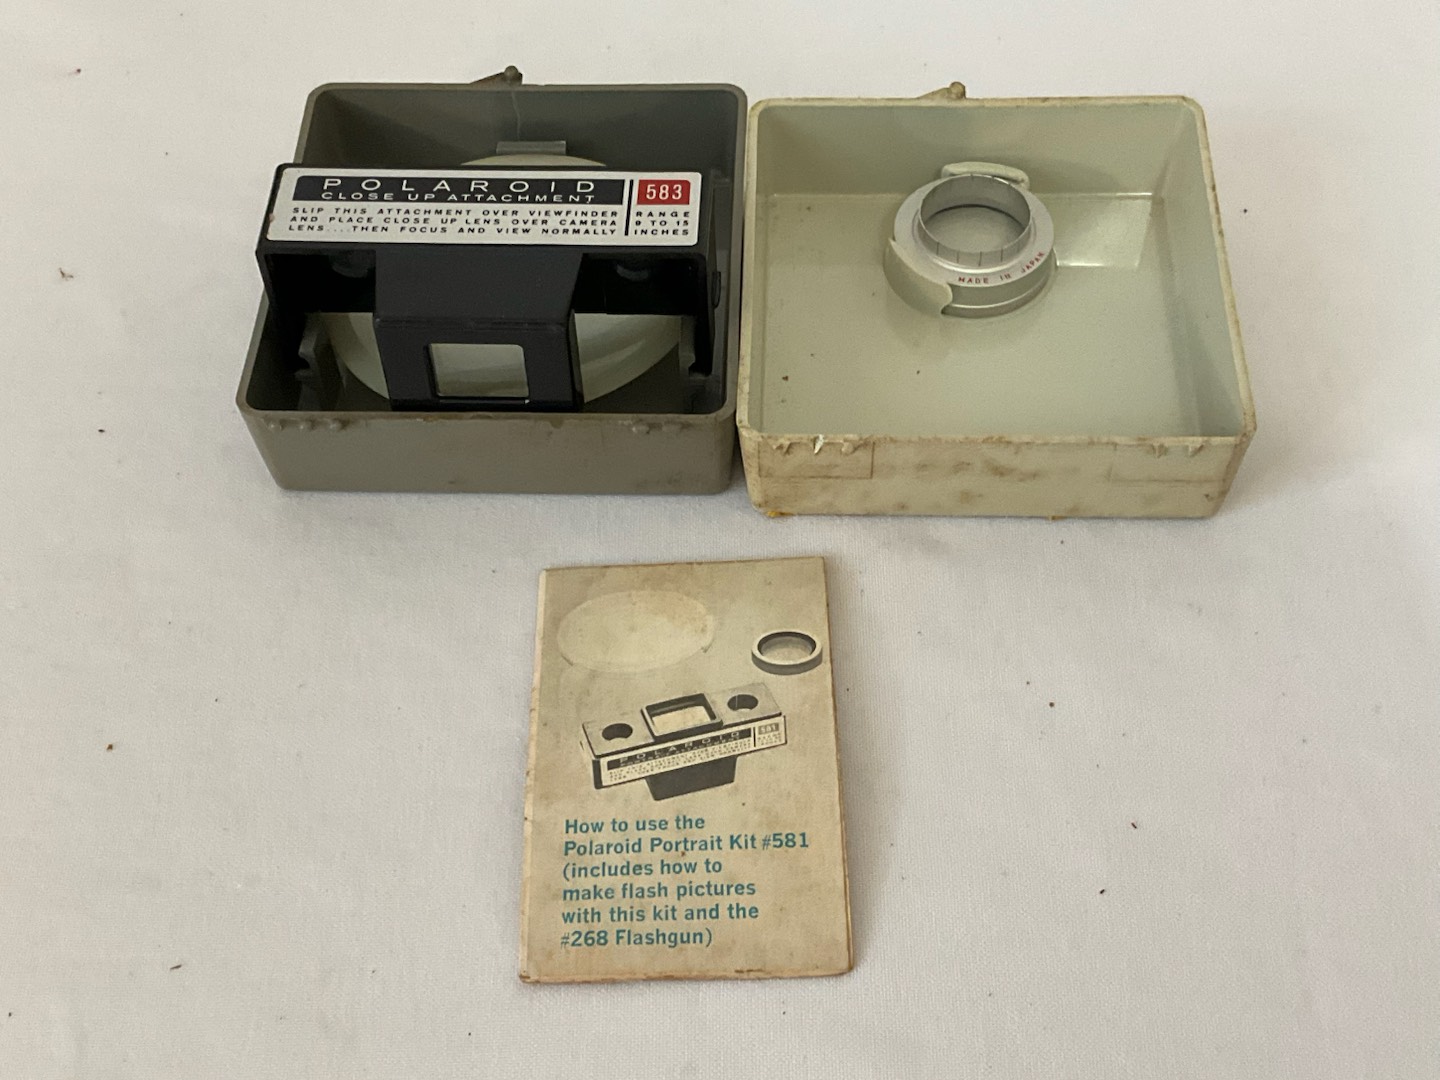 POLAROID
CLOSE UP ATTACHMENT
SLIP THIS ATTACHMENT OVER VIEWFINDER
AND PLACE CLOSE UP LENS OVER CAMERA
LENS....THEN FOCUS AND VIEW NORMALLY
583
RANGE
9 TO 15
INCHES
MADE IN JAPAN
POLAROID
581
How to use the
Polaroid Portrait Kit #581
(includes how to
make flash pictures
with this kit and the
#268 Flashgun)